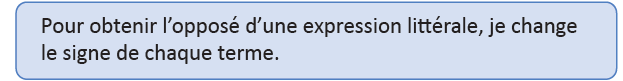 Pour obtenir l’opposé d’une expression littérale, je change
le signe de chaque terme.